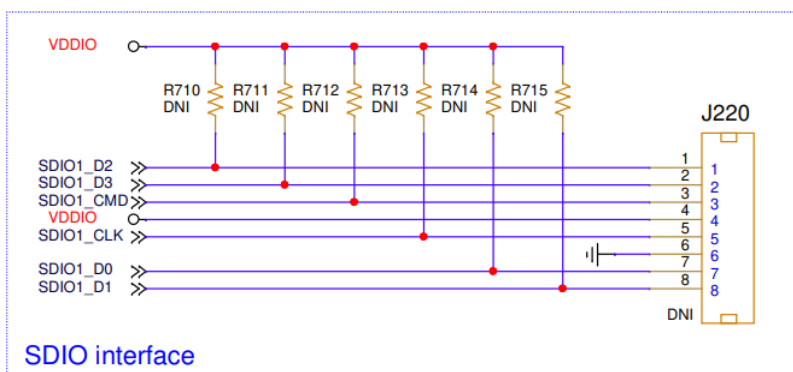 VDDIO
R710 R711 R712 R713 R714 R715
DNI DNI DNI DNI DNI DNI
J220
SDIO1_D2 1 1
SDIO1_D3 2 2
SDIO1_CMD 3 3
VDDIO 4 4
SDIO1_CLK 5 5
6 6
SDIO1_D0 7 7
SDIO1_D1 8 8
DNI
SDIO interface